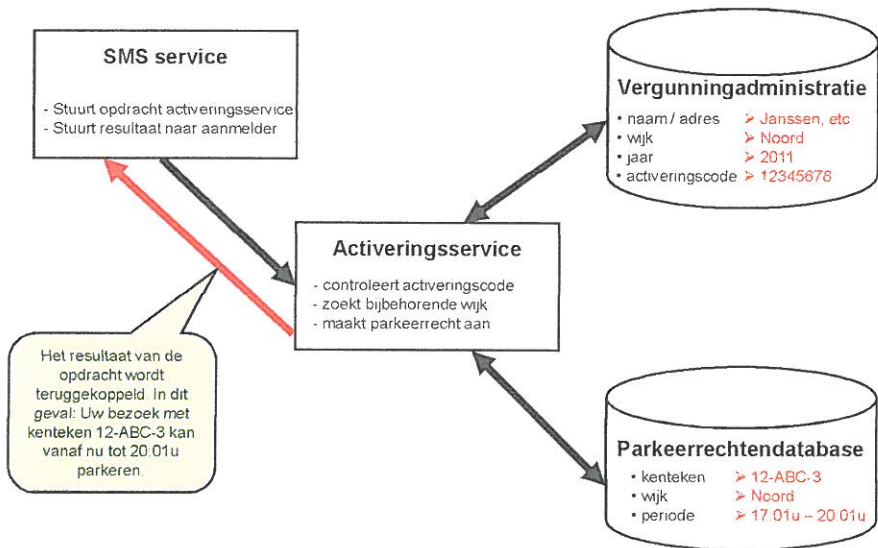 SMS service
- Stuurt opdracht activeringsservice
- Stuurt resultaat naar aanmelder
Vergunningadministratie
• naam / adres ➢ Janssen, etc
• wijk ➢ Noord
• jaar ➢ 2011
• activeringscode ➢ 12345678
Activeringsservice
- controleert activeringscode
- zoekt bijbehorende wijk
- maakt parkeerrecht aan
Het resultaat van de
opdracht wordt
teruggekoppeld. In dit
geval: Uw bezoek met
kenteken 12-ABC-3 kan
vanaf nu tot 20:01u
parkeren.
Parkeerrechtendatabase
• kenteken ➢ 12-ABC-3
• wijk ➢ Noord
• periode ➢ 17:01u – 20:01u